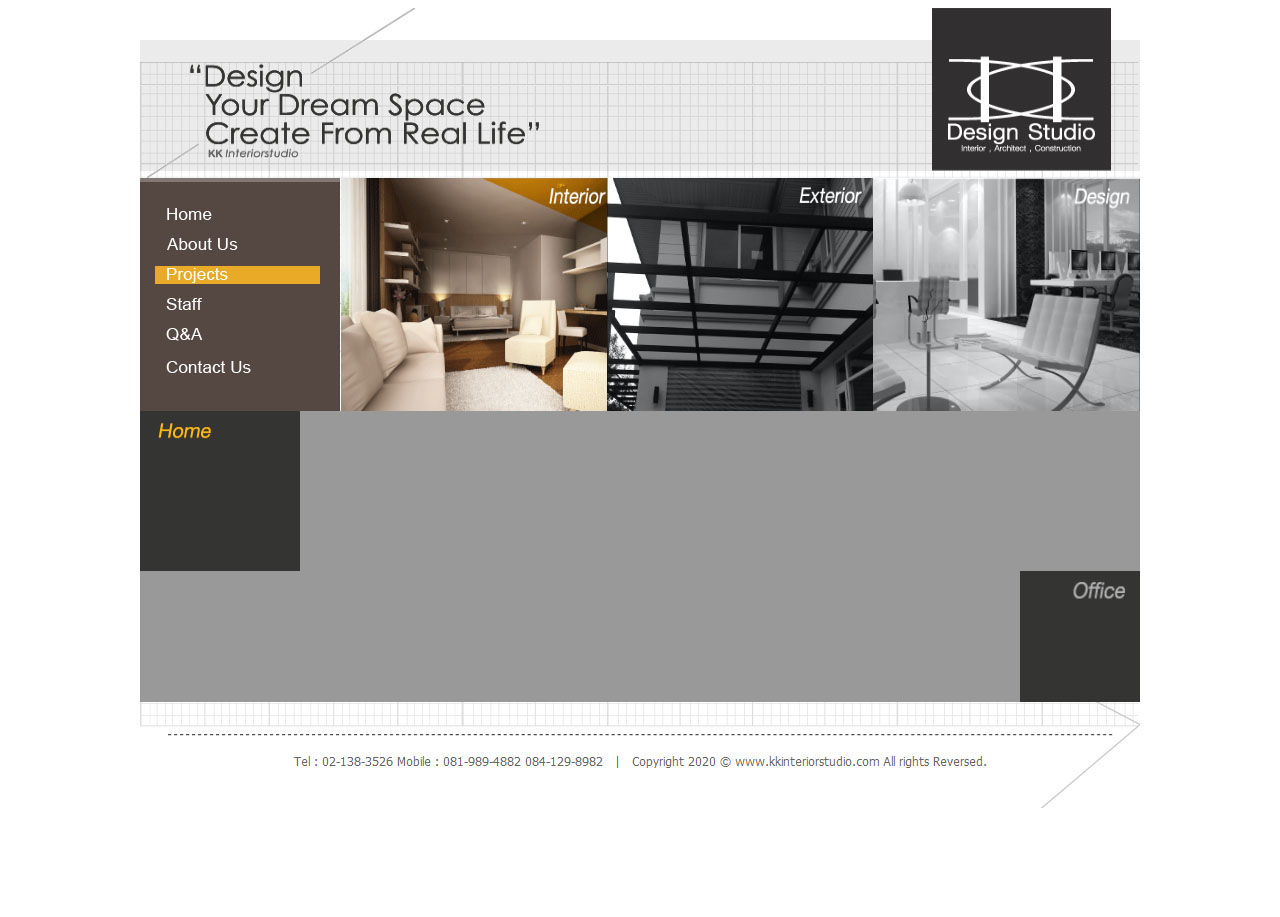 “Design
Your Dream Space
Create From Real Life”
KK Interiorstudio
Design Studio
Interior , Architect , Construction
Home
About Us
Projects
Staff
Q&A
Contact Us
Interior
Exterior
Design
Home
Office
Tel : 02-138-3526 Mobile : 081-989-4882 084-129-8982 | Copyright 2020 © www.kkinteriorstudio.com All rights Reversed.